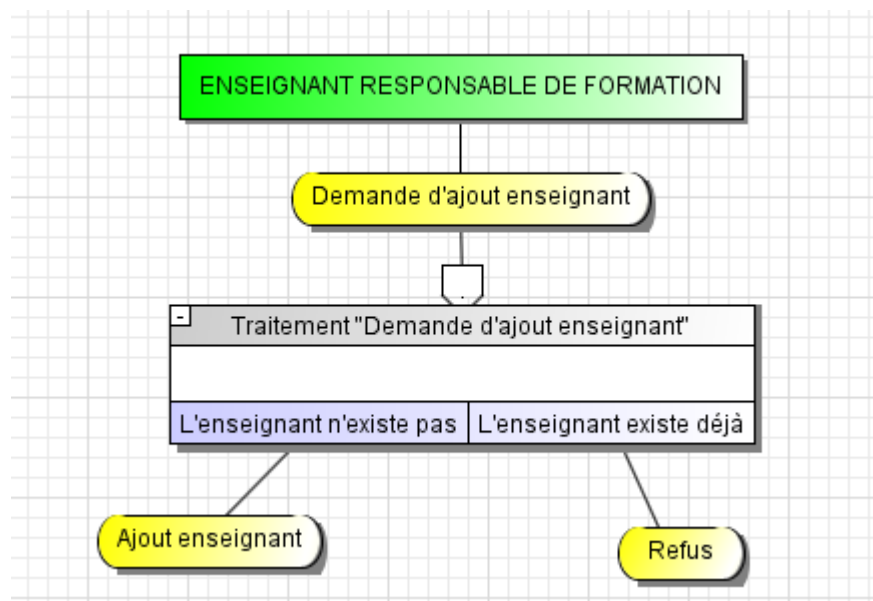 ENSEIGNANT RESPONSABLE DE FORMATION
Demande d'ajout enseignant
.
-
Traitement "Demande d'ajout enseignant"
L'enseignant n'existe pas
L'enseignant existe déjà
Ajout enseignant
Refus